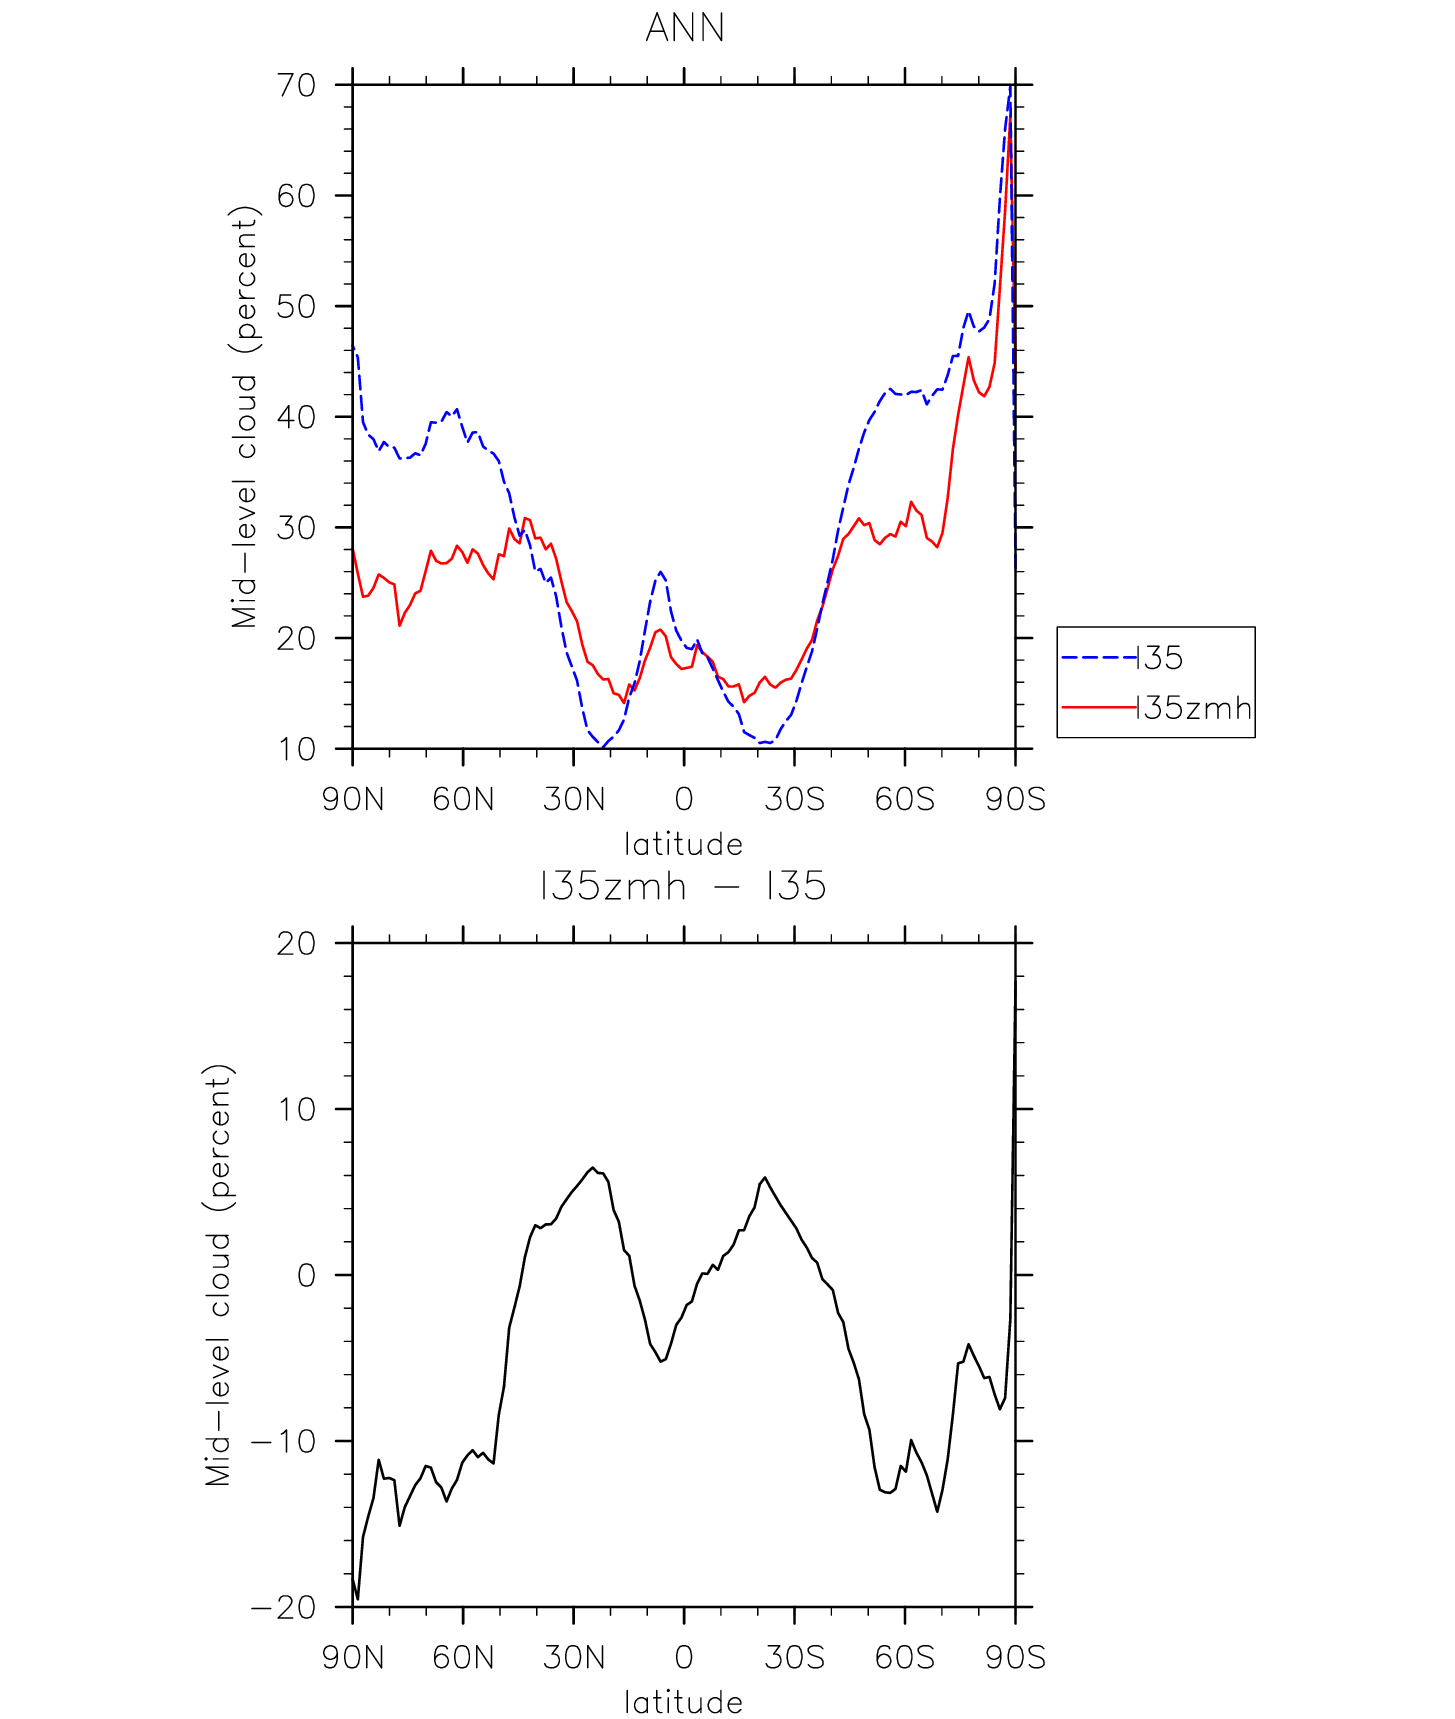 ANN
Mid-level cloud (percent)
70
60
50
40
30
20
10
90N 60N 30N 0 30S 60S 90S
latitude
I35
I35zmh
I35zmh - I35
Mid-level cloud (percent)
20
10
0
-10
-20
90N 60N 30N 0 30S 60S 90S
latitude